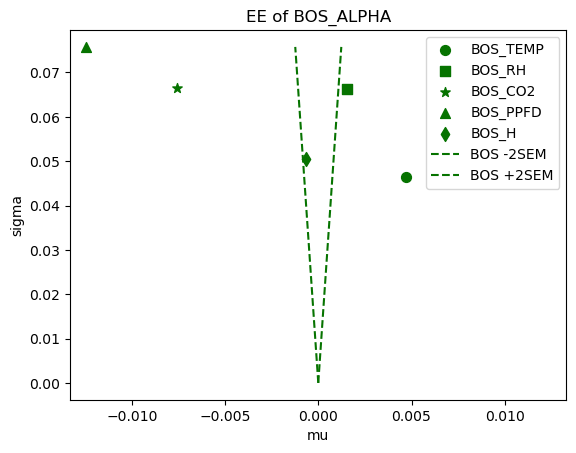 EE of BOS_ALPHA
BOS_TEMP
BOS_RH
BOS_CO2
BOS_PPFD
BOS_H
BOS -2SEM
BOS +2SEM
sigma
0.07
0.06
0.05
0.04
0.03
0.02
0.01
0.00
−0.010
−0.005
0.000
0.005
0.010
mu